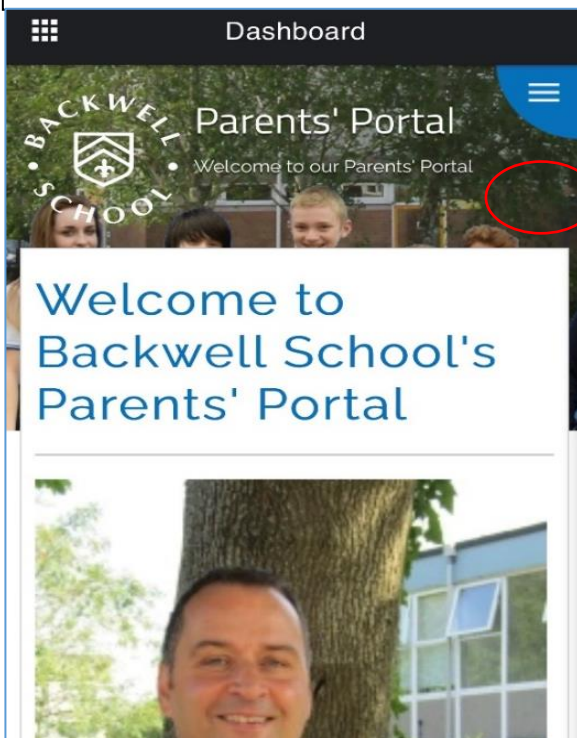 Dashboard
BACKWELL
SCHOOL
Parents' Portal
Welcome to our Parents' Portal
Welcome to
Backwell School's
Parents' Portal